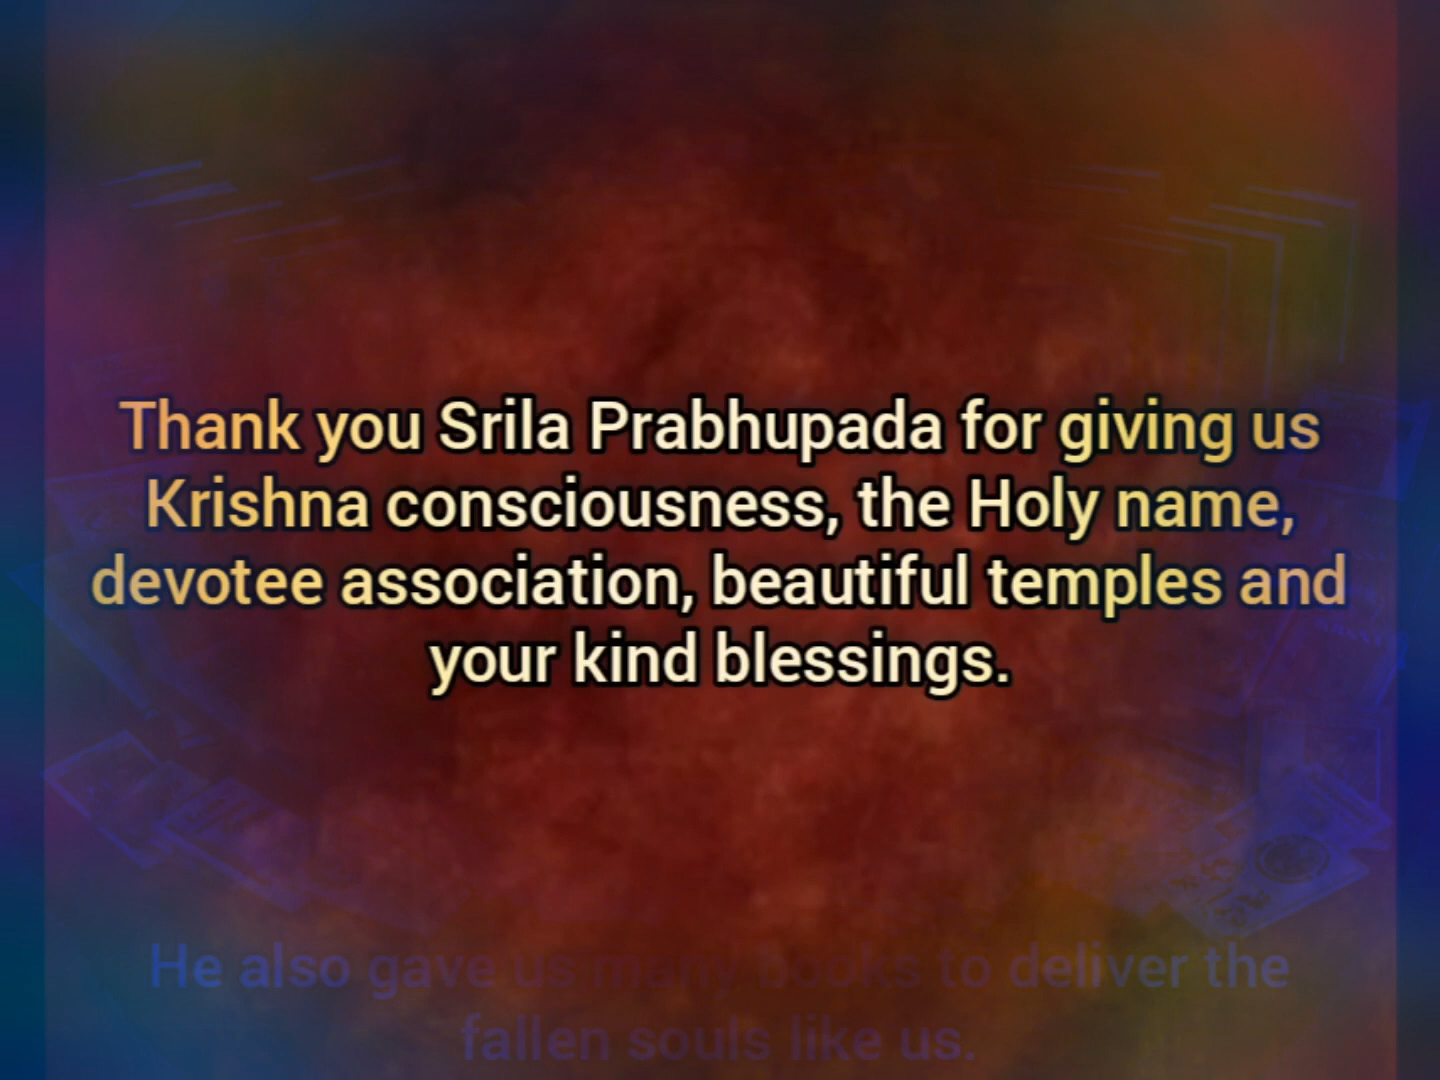 Thank you Srila Prabhupada for giving us
Krishna consciousness, the Holy name,
devotee association, beautiful temples and
your kind blessings.
He also gave us many books to deliver the
fallen souls like us.